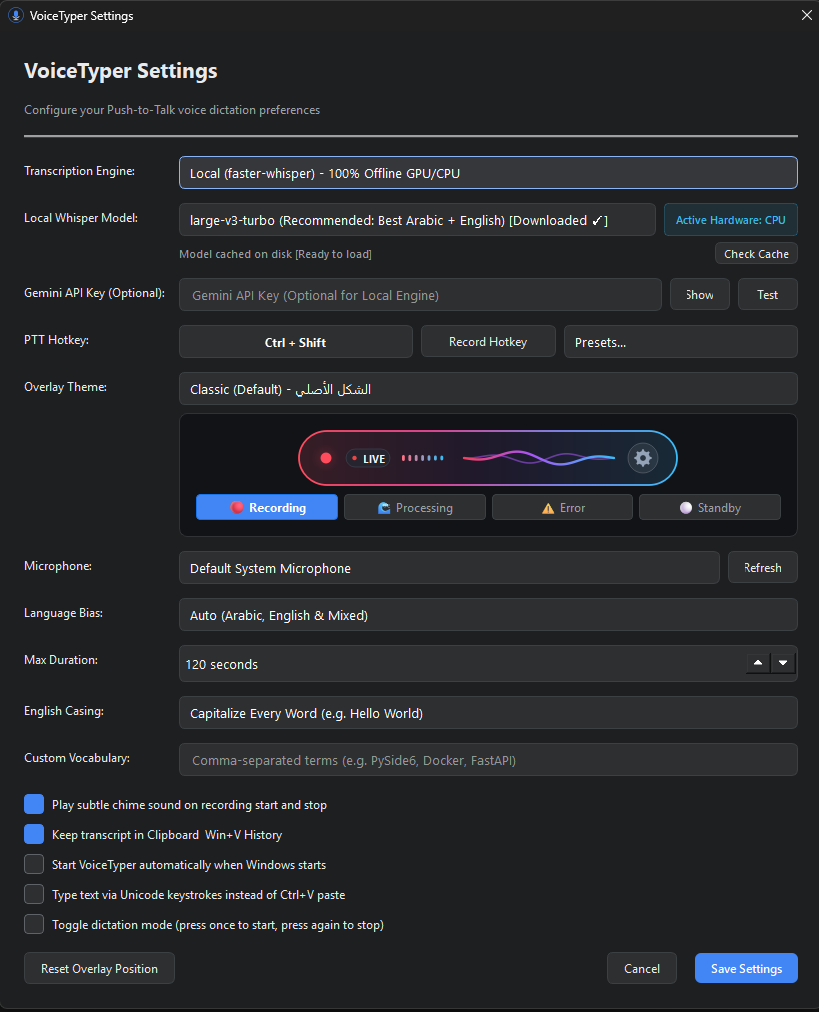 VoiceTyper Settings
VoiceTyper Settings
Configure your Push-to-Talk voice dictation preferences
Transcription Engine: Local (faster-whisper) - 100% Offline GPU/CPU
Local Whisper Model: large-v3-turbo (Recommended: Best Arabic + English) [Downloaded ✓] Active Hardware: CPU
Model cached on disk [Ready to load] Check Cache
Gemini API Key (Optional): Gemini API Key (Optional for Local Engine) Show Test
PTT Hotkey: Ctrl + Shift Record Hotkey Presets...
Overlay Theme: Classic (Default) - الشكل الأصلي
LIVE
Recording Processing Error Standby
Microphone: Default System Microphone Refresh
Language Bias: Auto (Arabic, English & Mixed)
Max Duration: 120 seconds
English Casing: Capitalize Every Word (e.g. Hello World)
Custom Vocabulary: Comma-separated terms (e.g. PySide6, Docker, FastAPI)
Play subtle chime sound on recording start and stop
Keep transcript in Clipboard Win+V History
Start VoiceTyper automatically when Windows starts
Type text via Unicode keystrokes instead of Ctrl+V paste
Toggle dictation mode (press once to start, press again to stop)
Reset Overlay Position Cancel Save Settings